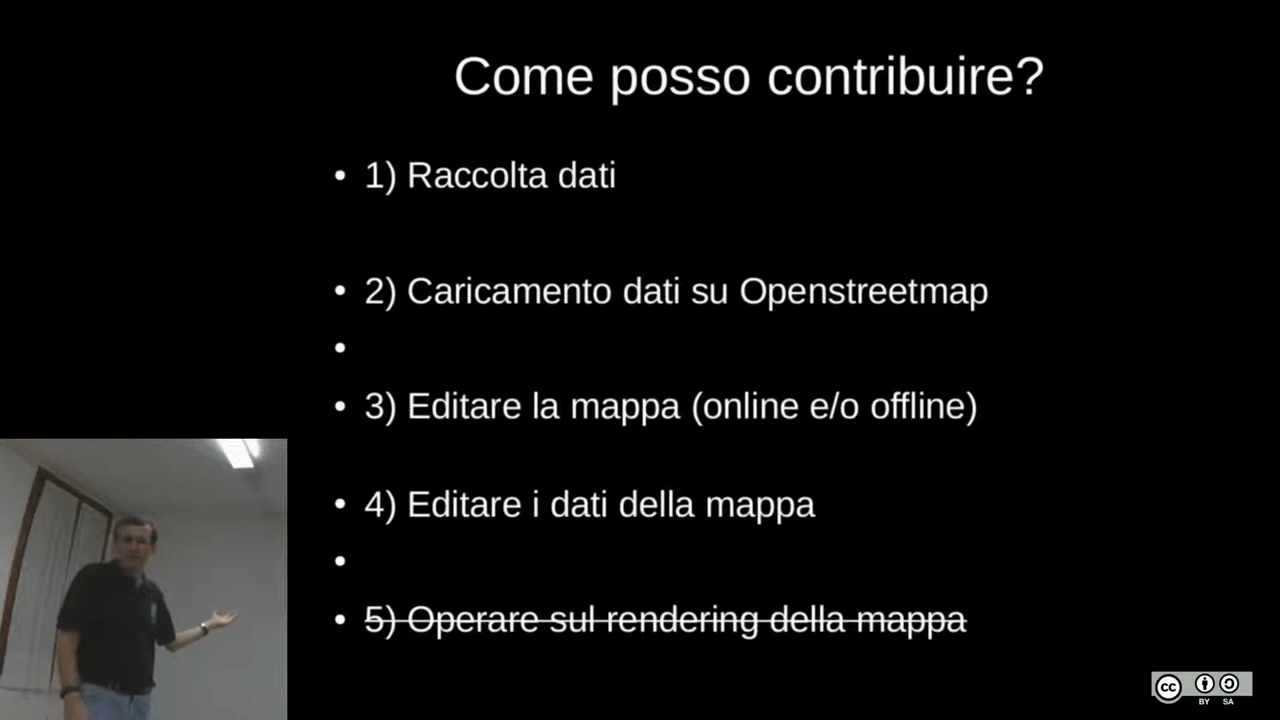 Come posso contribuire?
• 1) Raccolta dati
• 2) Caricamento dati su Openstreetmap
•
• 3) Editare la mappa (online e/o offline)
• 4) Editare i dati della mappa
•
• 5) Operare sul rendering della mappa
cc BY SA